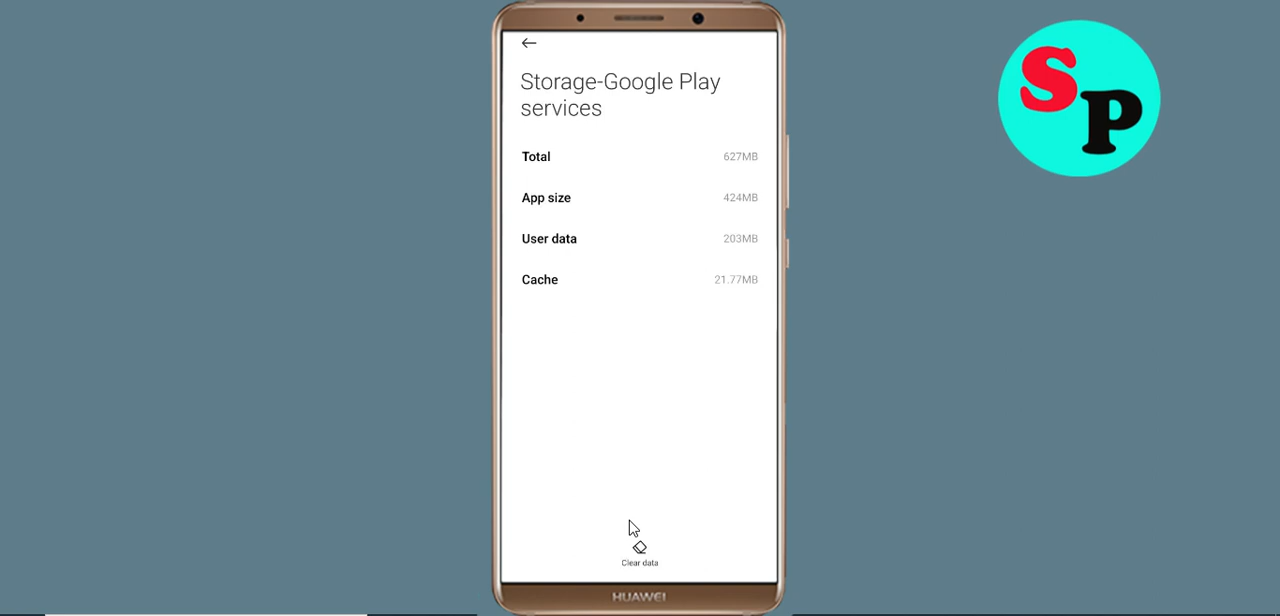 Storage-Google Play
services
Total 627MB
App size 424MB
User data 203MB
Cache 21.77MB
Clear data
HUAWEI
SP